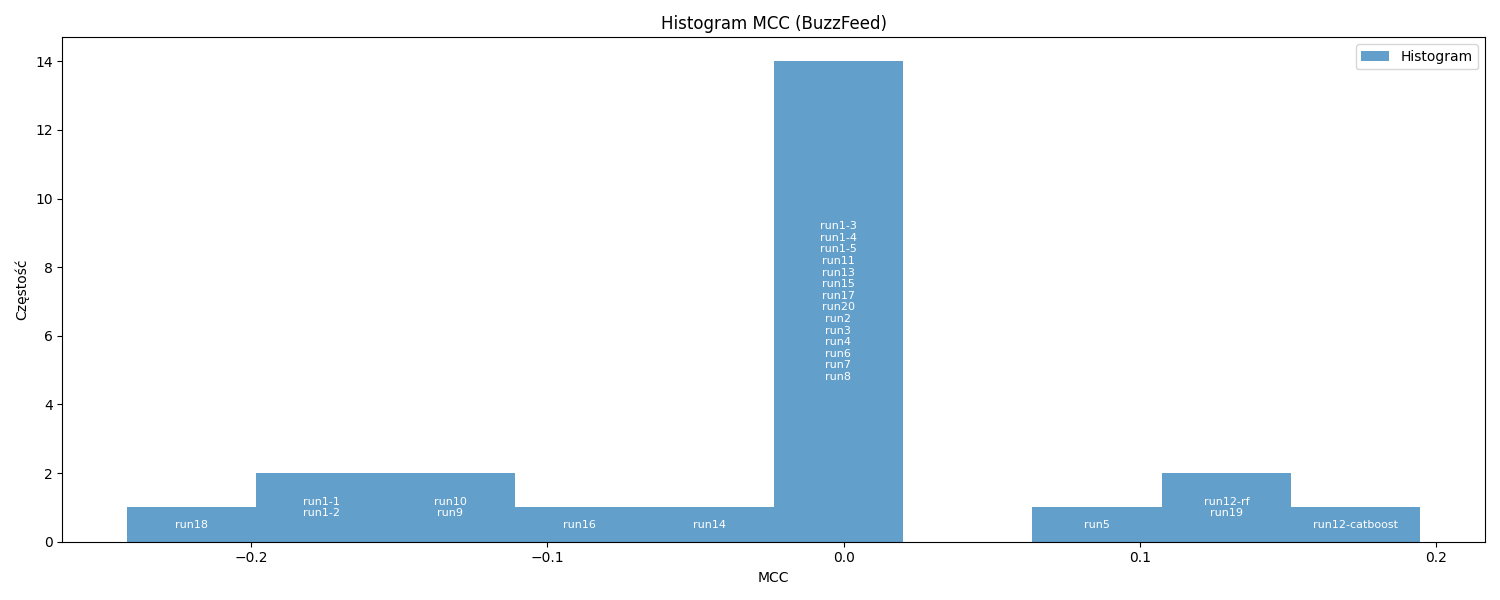 Histogram MCC (BuzzFeed)
Histogram
Częstość
14
12
10
8
6
4
2
0
run18
run1-1
run1-2
run10
run9
run16
run14
run1-3
run1-4
run1-5
run11
run13
run15
run17
run20
run2
run3
run4
run6
run7
run8
run5
run12-rf
run19
run12-catboost
−0.2
−0.1
0.0
0.1
0.2
MCC